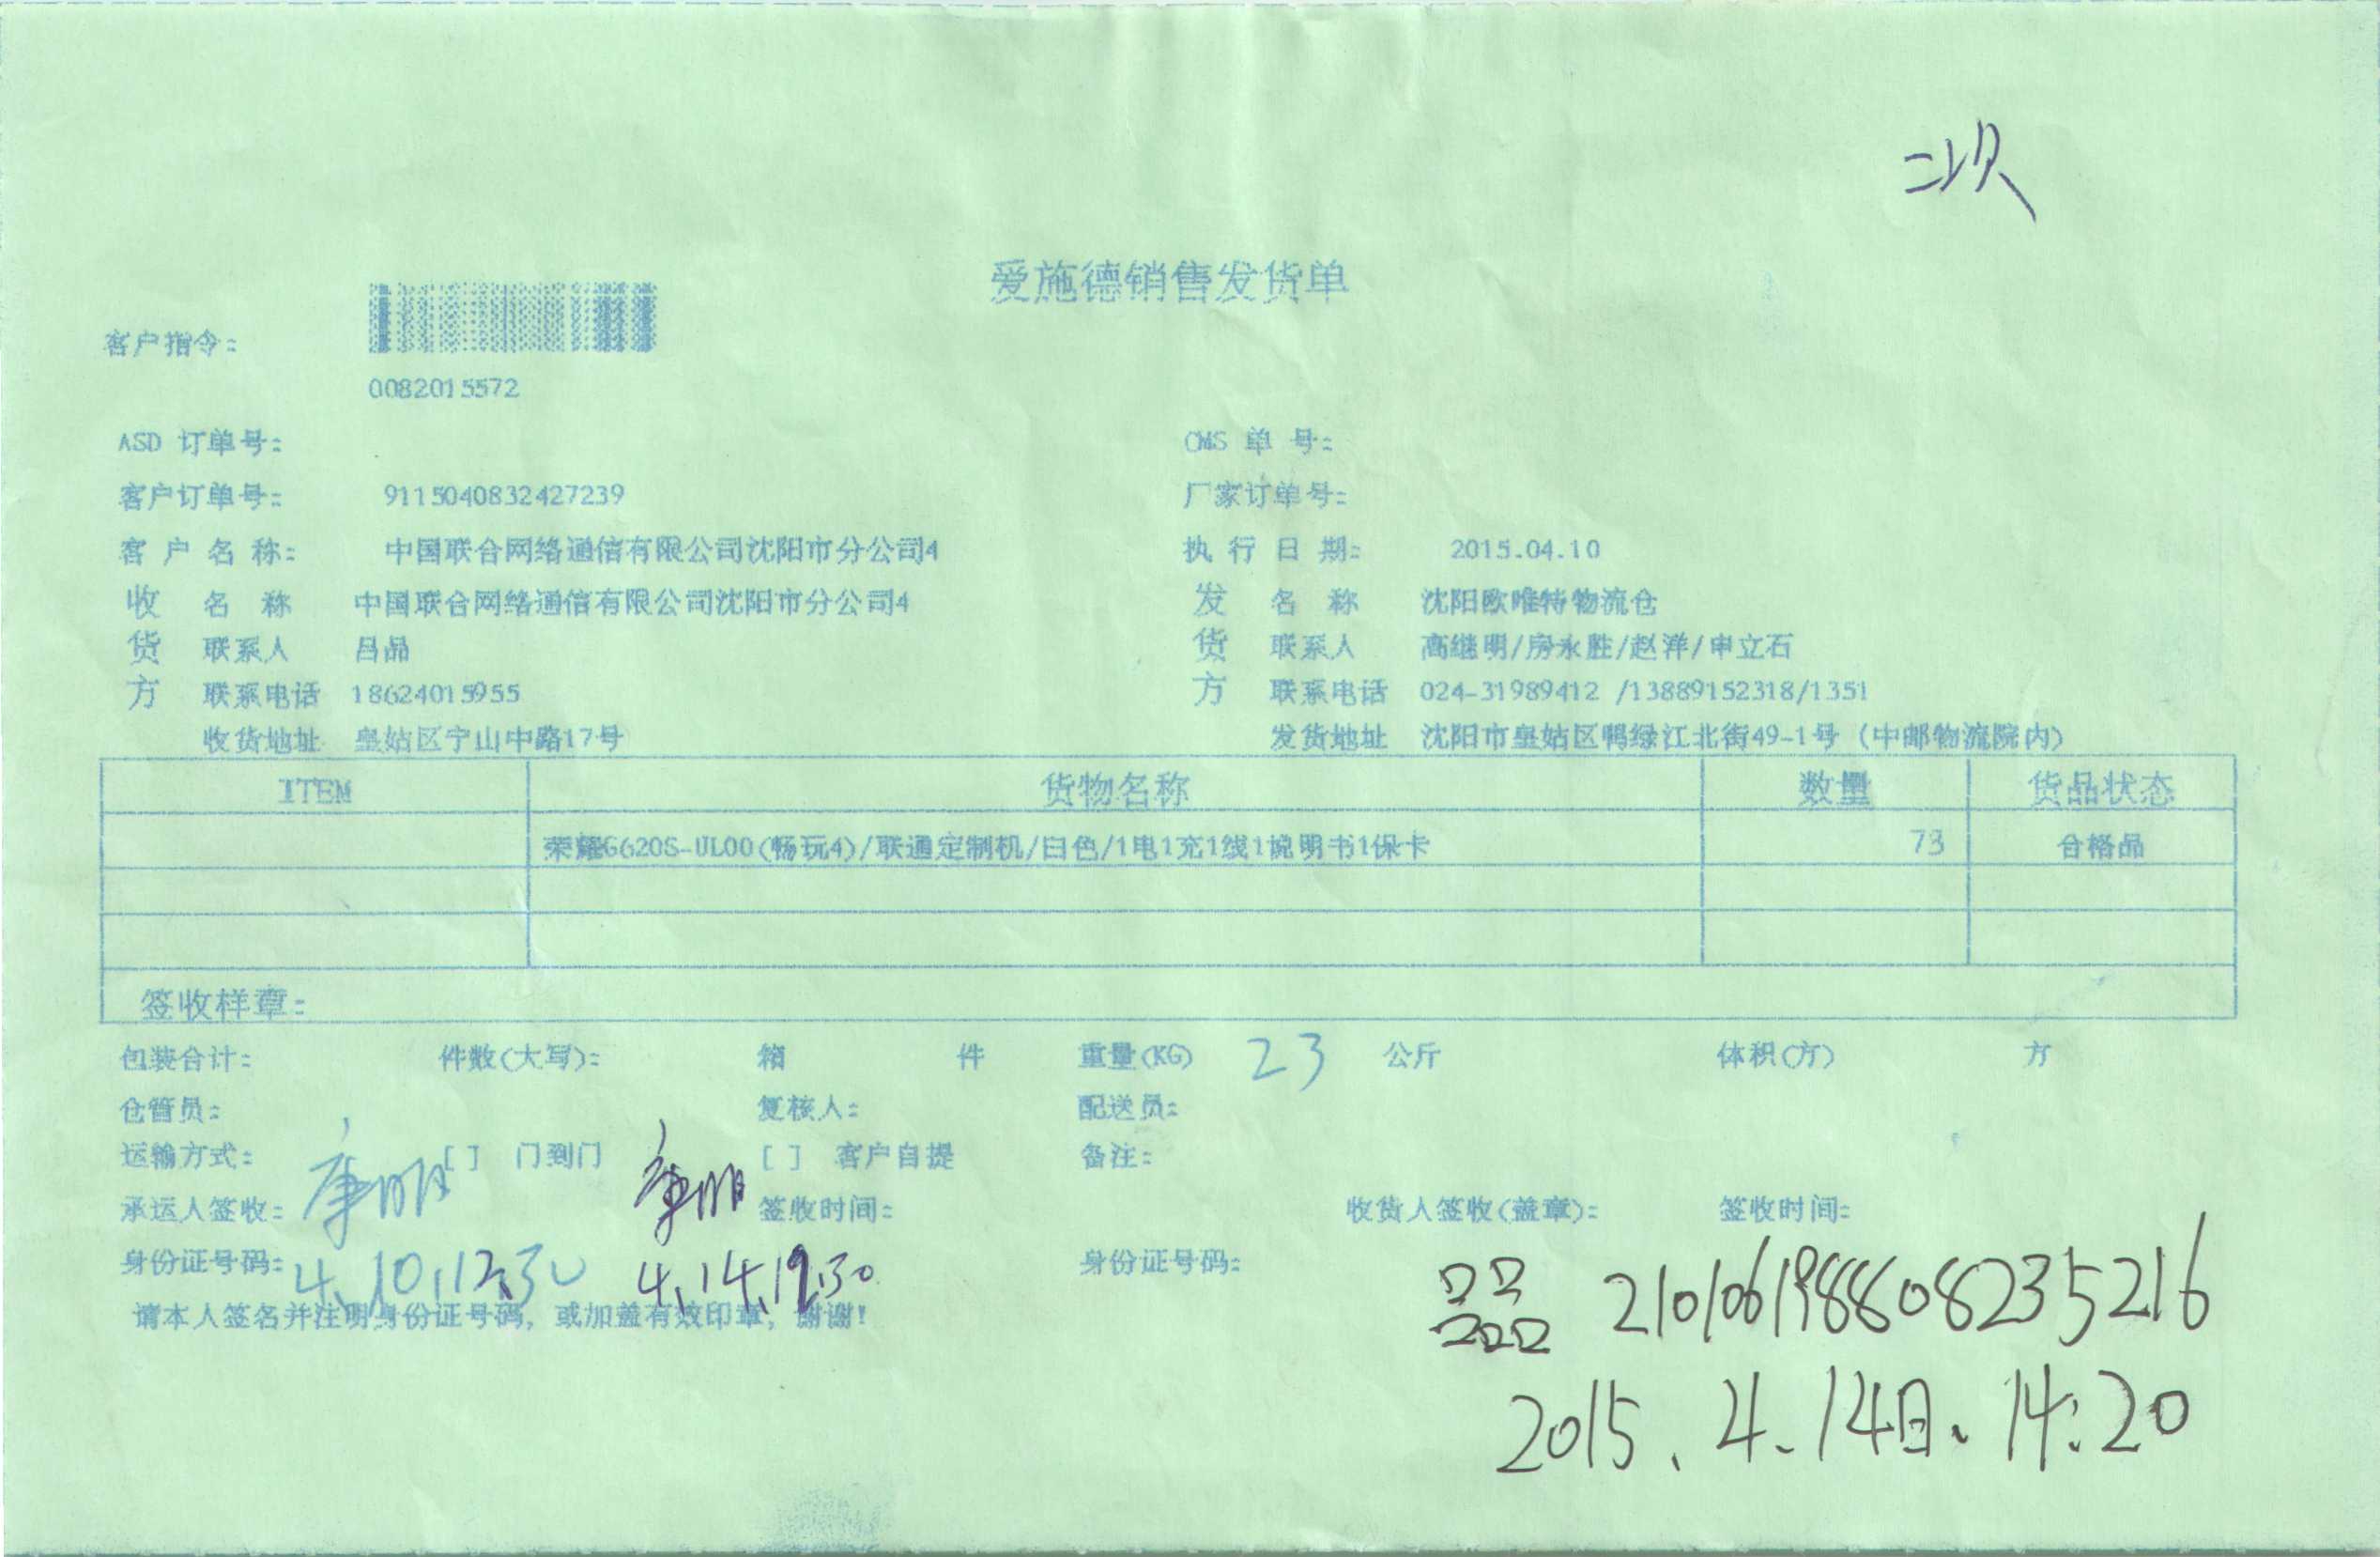 二次
爱施德销售发货单
客户指令:
0082015572
ASD 订单号: CMS 单 号:
客户订单号: 9115040832427239 厂家订单号:
客 户 名 称: 中国联合网络通信有限公司沈阳市分公司4 执 行 日 期: 2015.04.10
收 名 称 中国联合网络通信有限公司沈阳市分公司4 发 名 称 沈阳欧唯特物流仓
货 联系人 吕晶 货 联系人 高继明/房永胜/赵洋/申立石
方 联系电话 18624015955 方 联系电话 024-31989412 /13889152318/1351
收货地址 皇姑区宁山中路17号 发货地址 沈阳市皇姑区鸭绿江北街49-1号 (中邮物流院内)
ITEM 货物名称 数量 货品状态
荣耀G620S-UL00(畅玩4)/联通定制机/白色/1电1充1线1说明书1保卡 73 合格品
签收样章:
包装合计: 件数(大写): 箱 件 重量(KG) 23 公斤 体积(方) 方
仓管员: 复核人: 配送员:
运输方式: [ ] 门到门 [ ] 客户自提 备注:
承运人签收: 康明 康明 签收时间: 收货人签收(盖章): 签收时间:
身份证号码: 4.10.12.30 4.14.12.30 身份证号码: 210106198808235216
请本人签名并注明身份证号码, 或加盖有效印章, 谢谢!
2015.4.14日.14:20